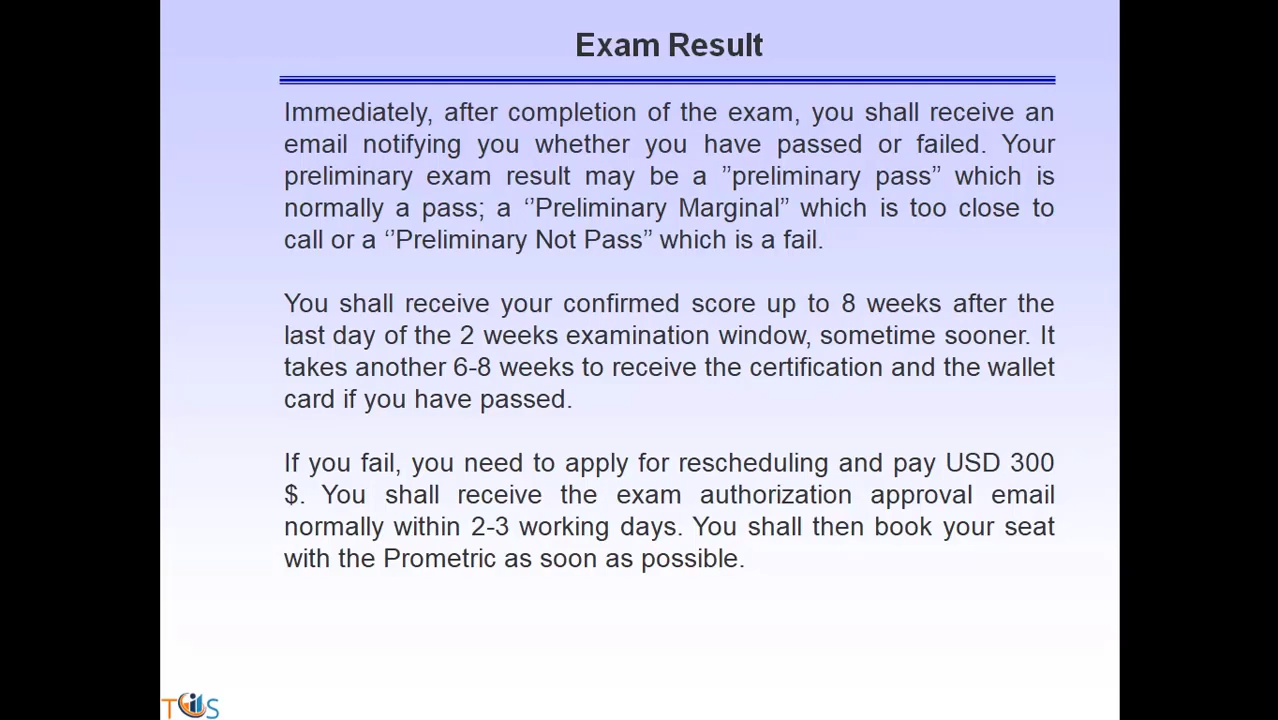 Exam Result
Immediately, after completion of the exam, you shall receive an
email notifying you whether you have passed or failed. Your
preliminary exam result may be a ”preliminary pass” which is
normally a pass; a ‘’Preliminary Marginal” which is too close to
call or a ‘’Preliminary Not Pass” which is a fail.
You shall receive your confirmed score up to 8 weeks after the
last day of the 2 weeks examination window, sometime sooner. It
takes another 6-8 weeks to receive the certification and the wallet
card if you have passed.
If you fail, you need to apply for rescheduling and pay USD 300
$. You shall receive the exam authorization approval email
normally within 2-3 working days. You shall then book your seat
with the Prometric as soon as possible.